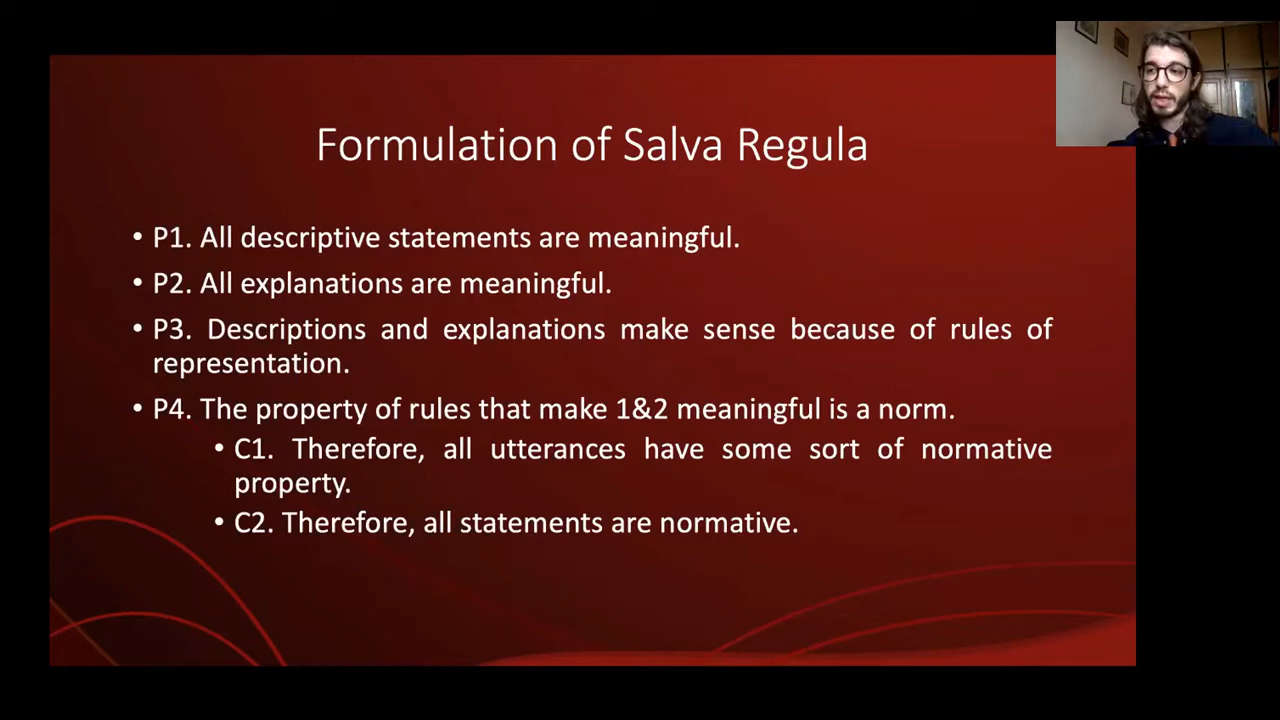 Formulation of Salva Regula
• P1. All descriptive statements are meaningful.
• P2. All explanations are meaningful.
• P3. Descriptions and explanations make sense because of rules of
representation.
• P4. The property of rules that make 1&2 meaningful is a norm.
• C1. Therefore, all utterances have some sort of normative
property.
• C2. Therefore, all statements are normative.